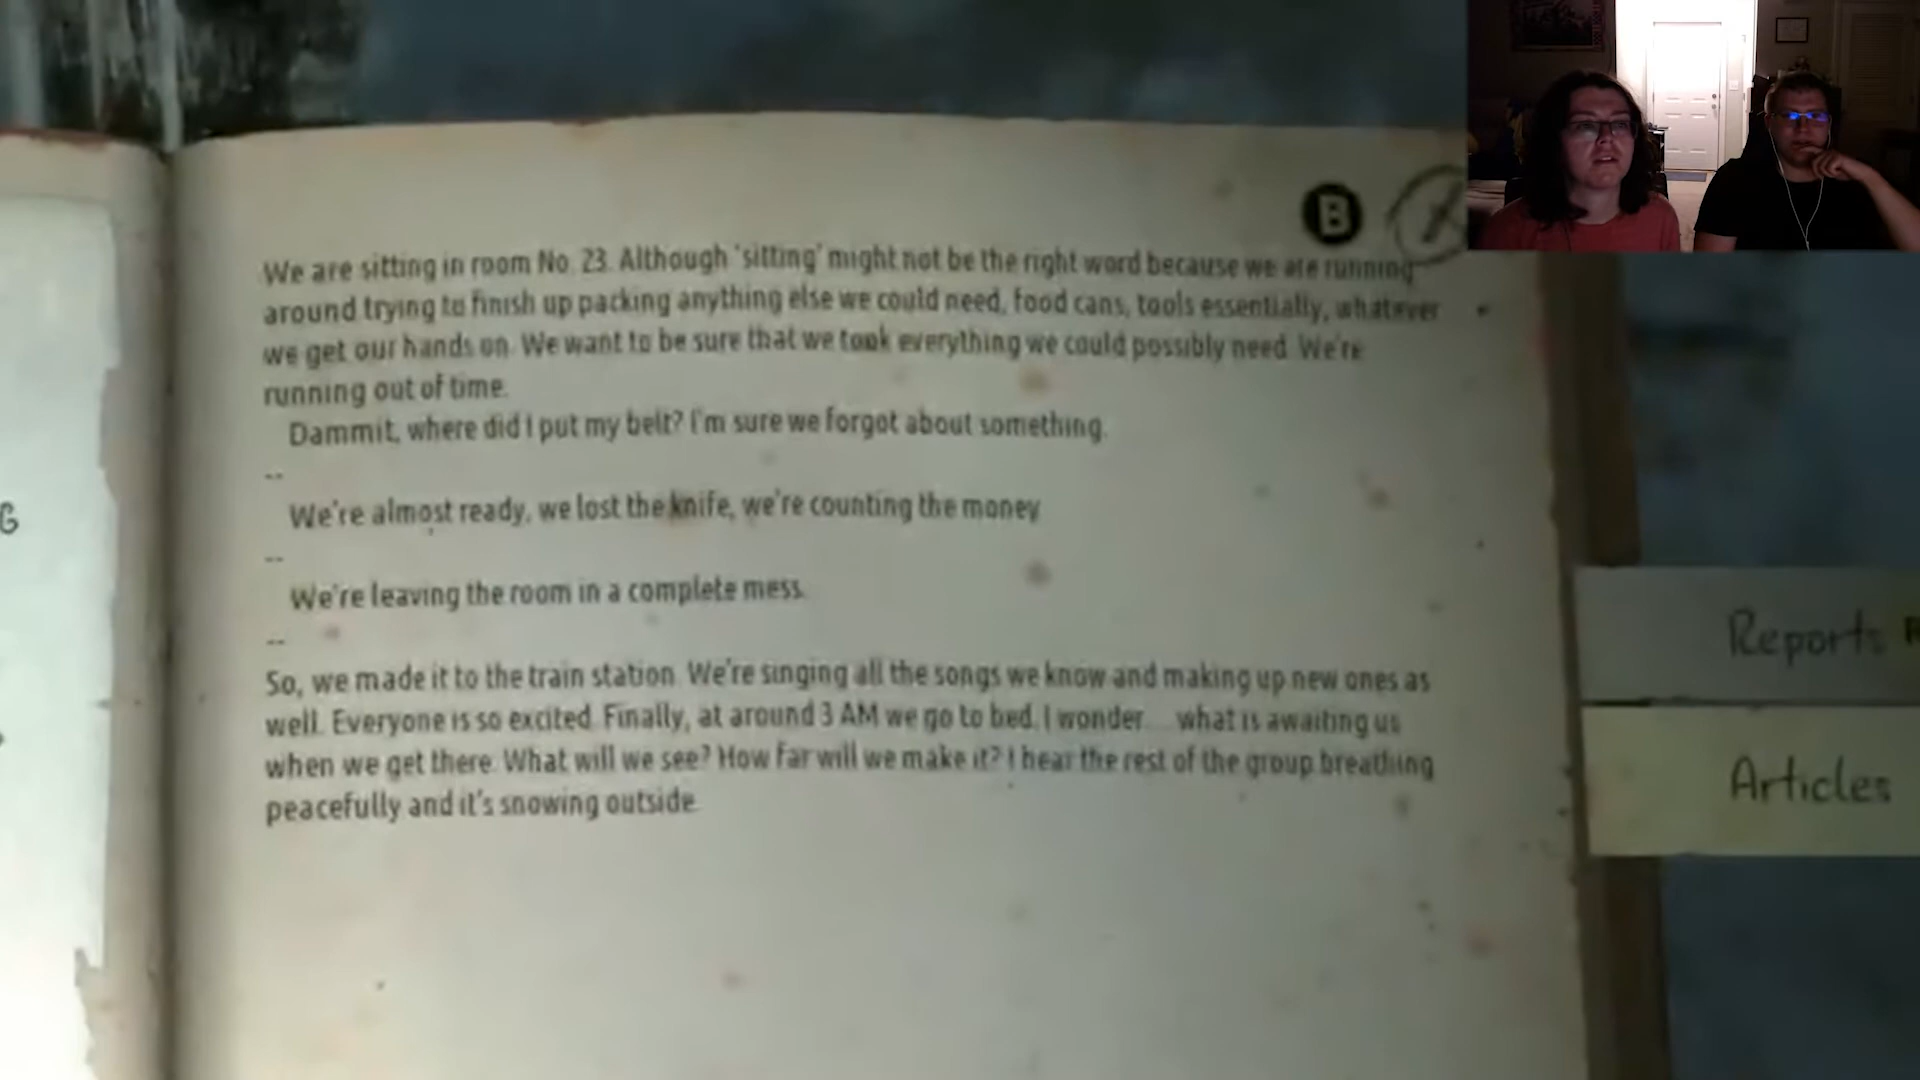 B
We are sitting in room No. 23. Although 'sitting' might not be the right word because we are running
around trying to finish up packing anything else we could need, food cans, tools essentially, whatever
we get our hands on. We want to be sure that we took everything we could possibly need. We're
running out of time.
Dammit, where did I put my belt? I'm sure we forgot about something.
--
We're almost ready, we lost the knife, we're counting the money
--
We're leaving the room in a complete mess.
--
So, we made it to the train station. We're singing all the songs we know and making up new ones as
well. Everyone is so excited. Finally, at around 3 AM we go to bed. I wonder... what is awaiting us
when we get there. What will we see? How far will we make it? I hear the rest of the group breathing
peacefully and it's snowing outside.
G
Reports
Articles